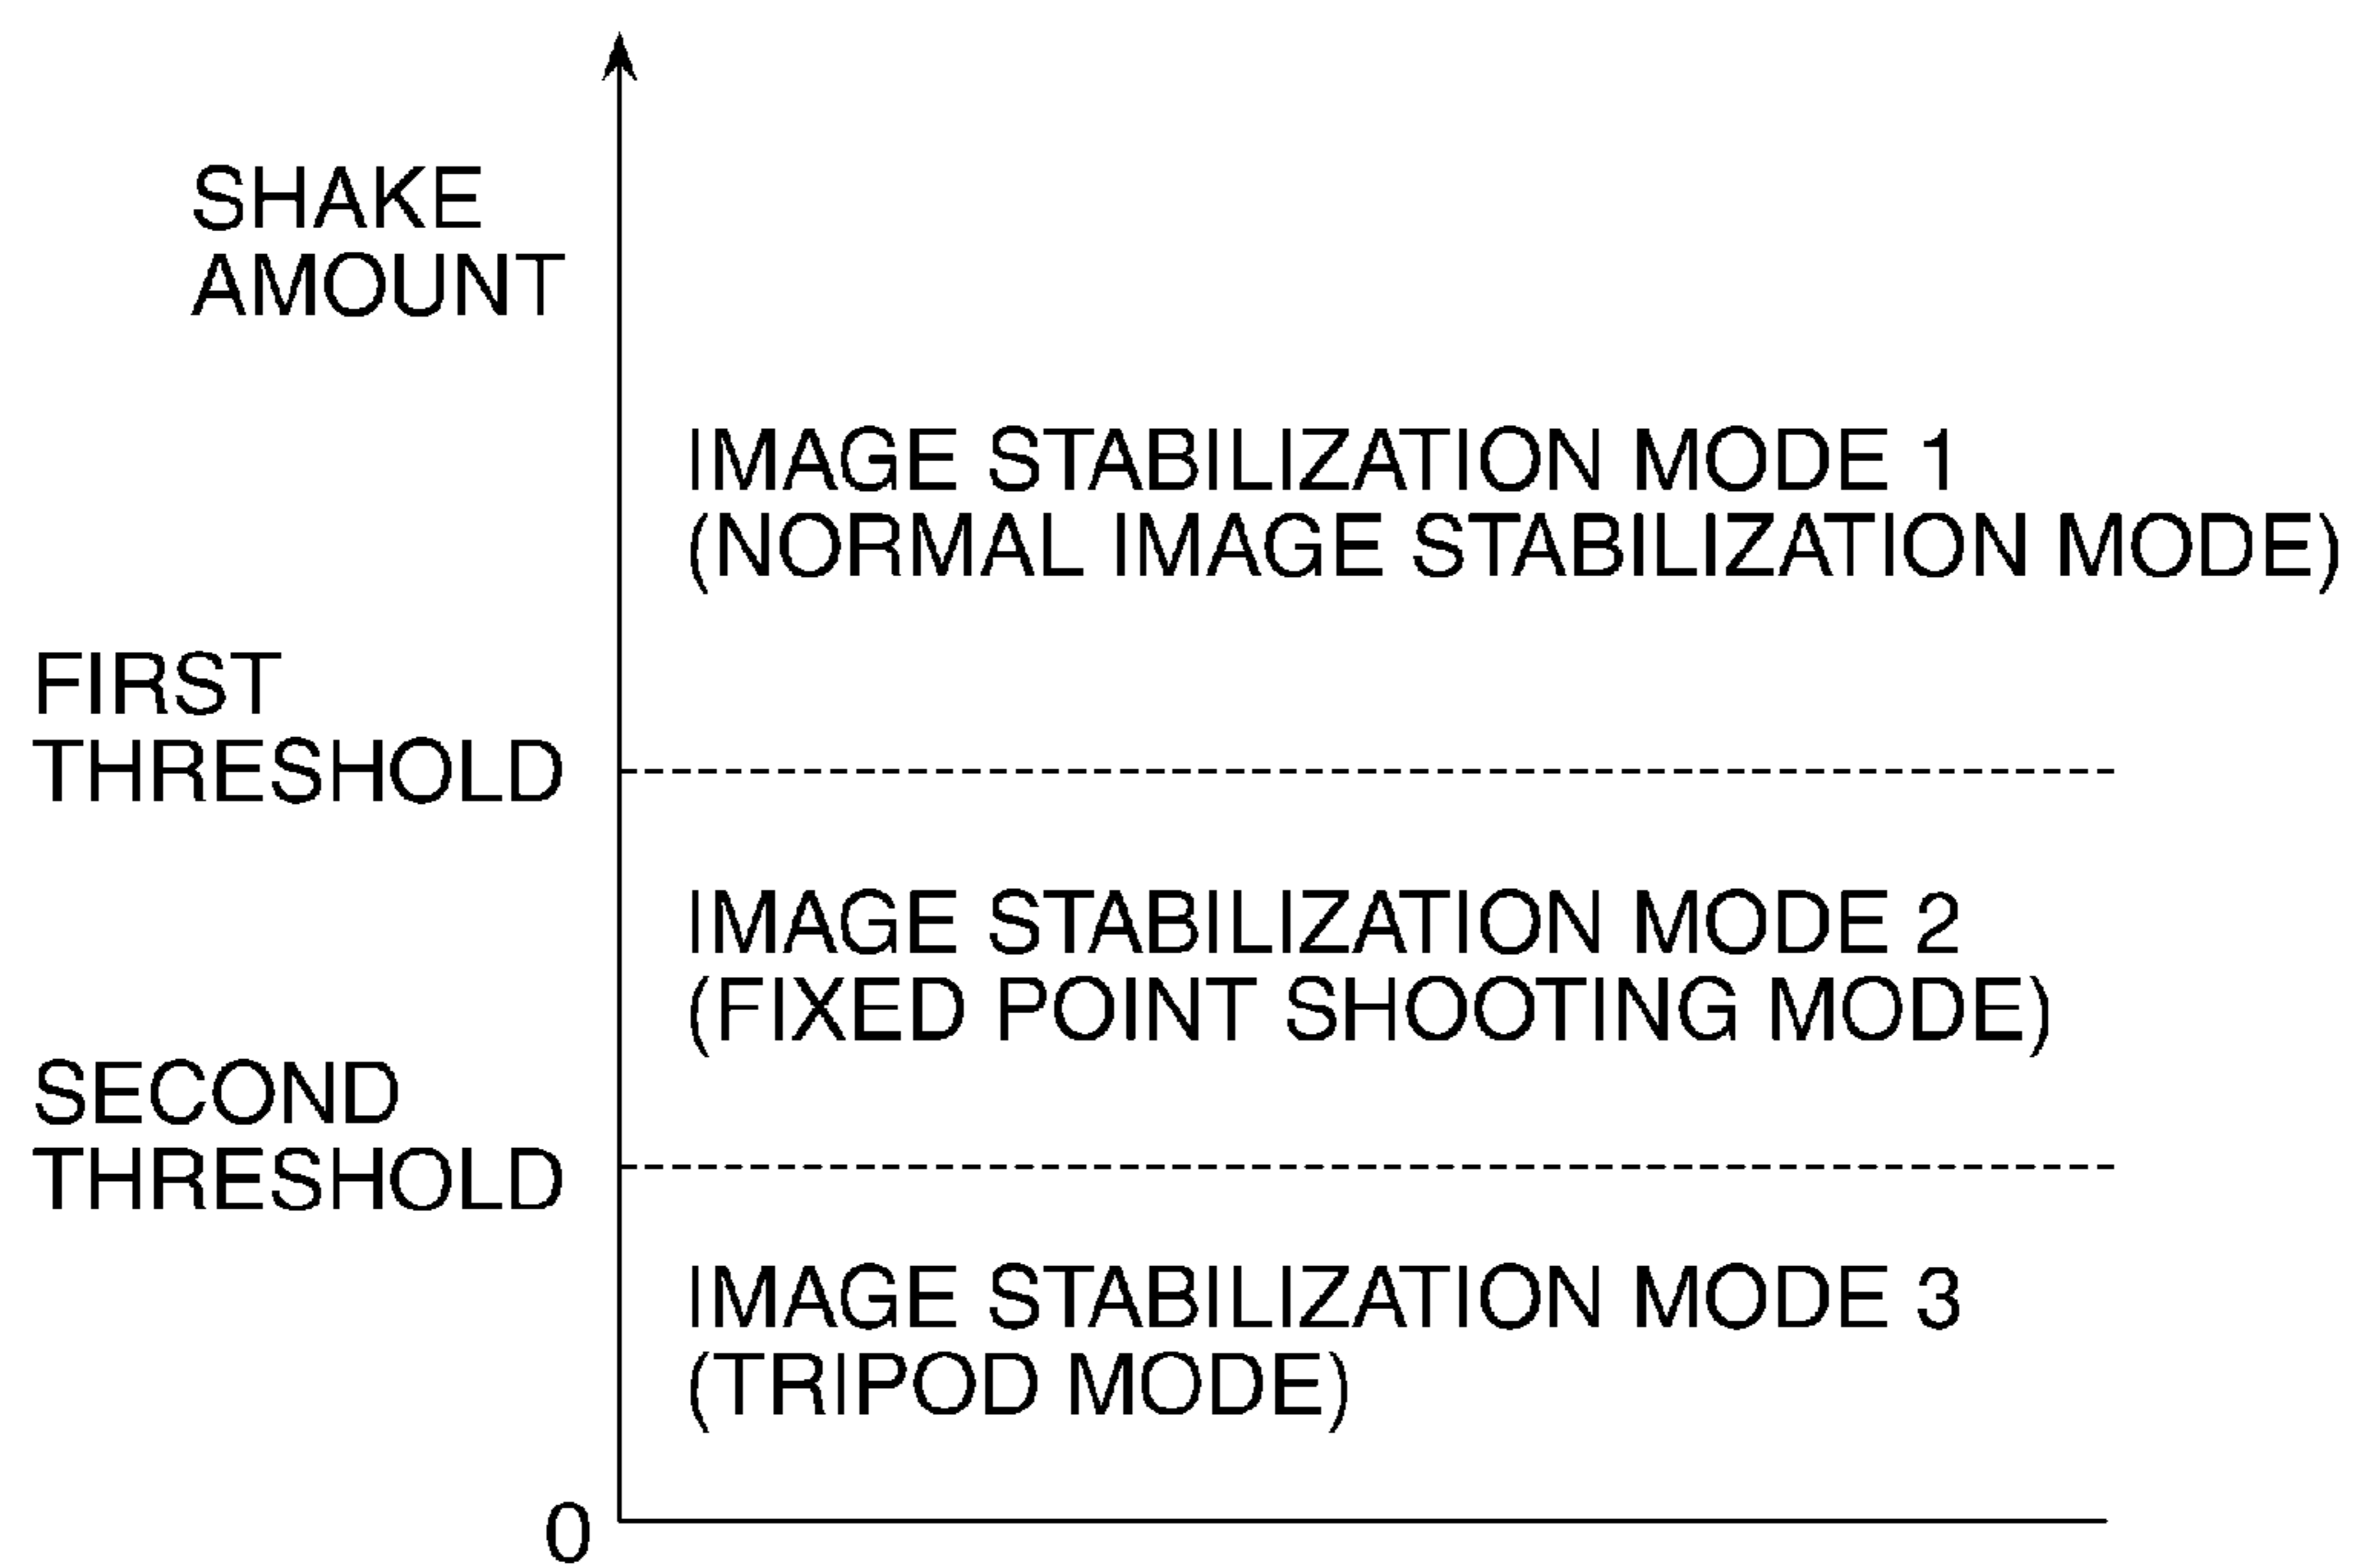 SHAKE
AMOUNT
IMAGE STABILIZATION MODE 1
(NORMAL IMAGE STABILIZATION MODE)
FIRST
THRESHOLD
IMAGE STABILIZATION MODE 2
(FIXED POINT SHOOTING MODE)
SECOND
THRESHOLD
IMAGE STABILIZATION MODE 3
(TRIPOD MODE)
0